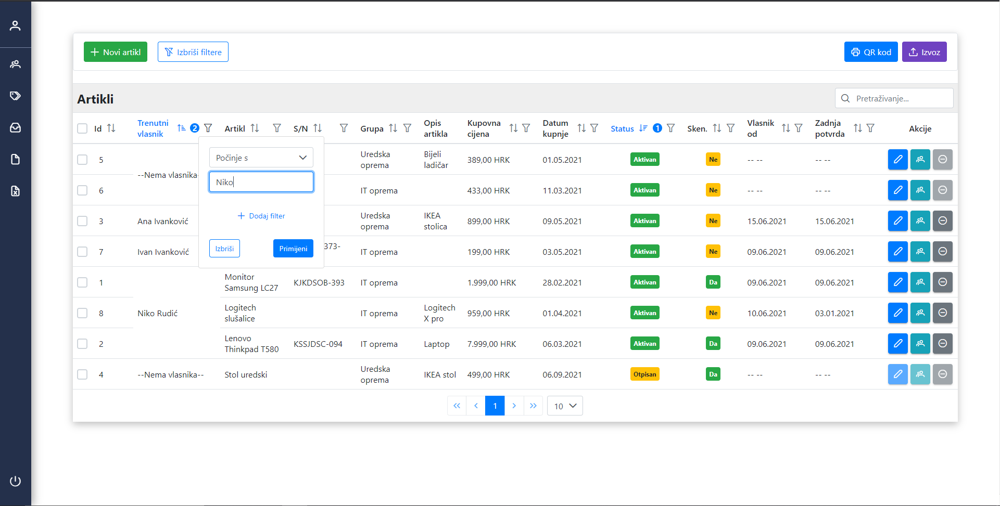 Novi artikl
Izbriši filtere
QR kod
Izvoz
Artikli
Pretraživanje...
Id
Trenutni vlasnik
2
Artikl
S/N
Grupa
Opis artikla
Kupovna cijena
Datum kupnje
Status
1
Sken.
Vlasnik od
Zadnja potvrda
Akcije
Počinje s
Niko
Dodaj filter
Izbriši
Primijeni
5
--Nema vlasnika-
Uredska oprema
Bijeli ladičar
389,00 HRK
01.05.2021
Aktivan
Ne
-- --
-- --
6
IT oprema
433,00 HRK
11.03.2021
Aktivan
Ne
-- --
-- --
3
Ana Ivanković
Uredska oprema
IKEA stolica
899,00 HRK
09.05.2021
Aktivan
Ne
15.06.2021
15.06.2021
7
Ivan Ivanković
373-
IT oprema
199,00 HRK
03.05.2021
Aktivan
Ne
09.06.2021
09.06.2021
1
Monitor Samsung LC27
KJKDSOB-393
IT oprema
1.999,00 HRK
28.02.2021
Aktivan
Da
09.06.2021
09.06.2021
8
Niko Rudić
Logitech slušalice
IT oprema
Logitech X pro
959,00 HRK
01.04.2021
Aktivan
Ne
10.06.2021
03.01.2021
2
Lenovo Thinkpad T580
KSSJDSC-094
IT oprema
Laptop
7.999,00 HRK
06.03.2021
Aktivan
Da
09.06.2021
09.06.2021
4
--Nema vlasnika--
Stol uredski
Uredska oprema
IKEA stol
499,00 HRK
06.09.2021
Otpisan
Da
-- --
-- --
1
10